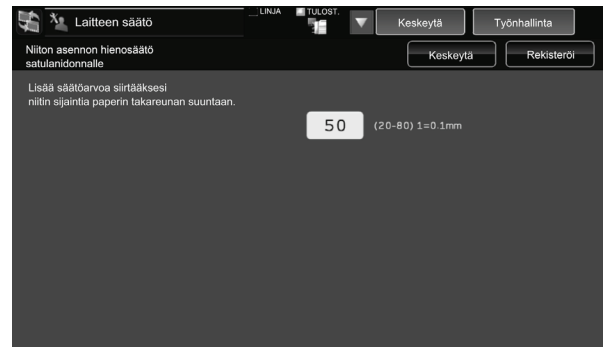 Laitteen säätö
LINJA
TULOST.
Keskeytä
Työnhallinta
Niiton asennon hienosäätö
satulanidonnalle
Keskeytä
Rekisteröi
Lisää säätöarvoa siirtääksesi
niitin sijaintia paperin takareunan suuntaan.
50 (20-80) 1=0.1mm